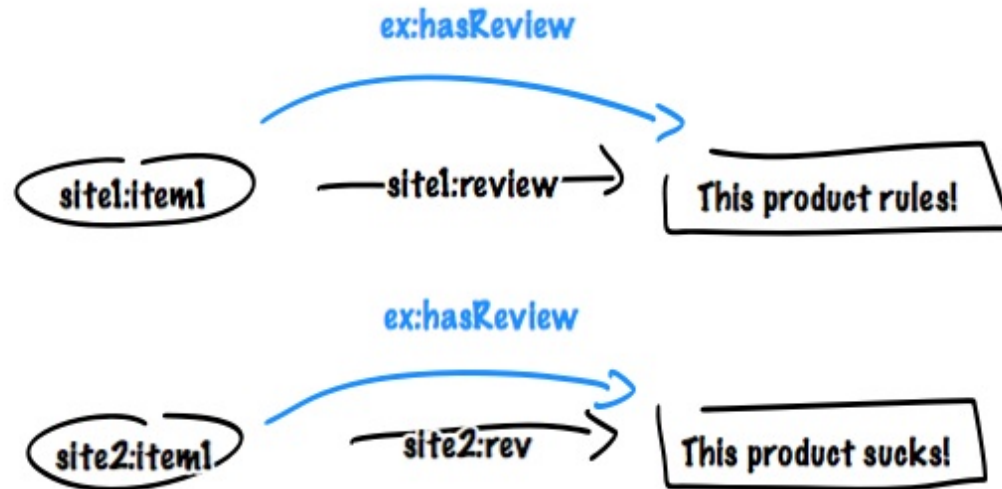 ex:hasReview
site1:item1 site1:review This product rules!
ex:hasReview
site2:item1 site2:rev This product sucks!